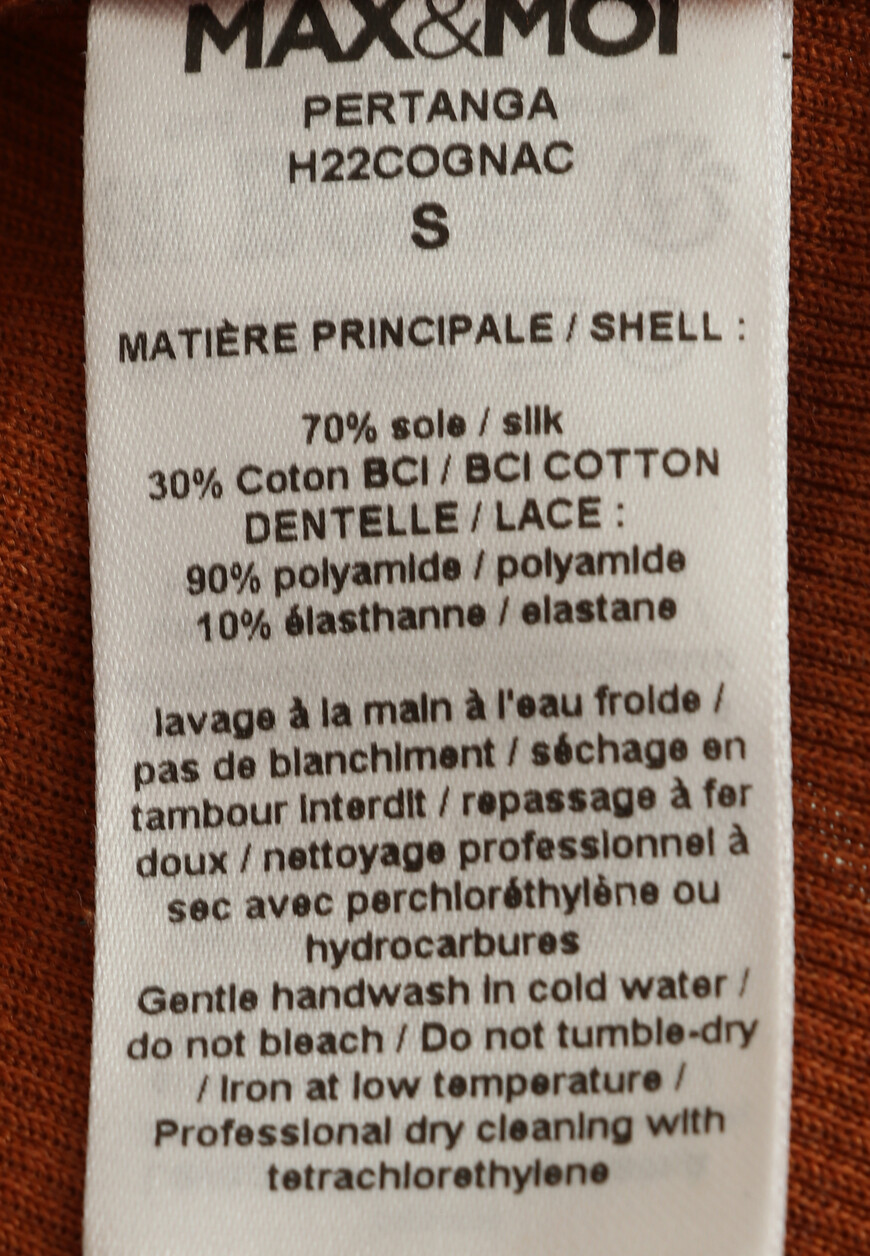 MAX&MOI
PERTANGA
H22COGNAC
S
MATIÈRE PRINCIPALE / SHELL :
70% soie / silk
30% Coton BCI / BCI COTTON
DENTELLE / LACE :
90% polyamide / polyamide
10% élasthanne / elastane
lavage à la main à l'eau froide /
pas de blanchiment / séchage en
tambour interdit / repassage à fer
doux / nettoyage professionnel à
sec avec perchloréthylène ou
hydrocarbures
Gentle handwash in cold water /
do not bleach / Do not tumble-dry
/ Iron at low temperature /
Professional dry cleaning with
tetrachlorethylene